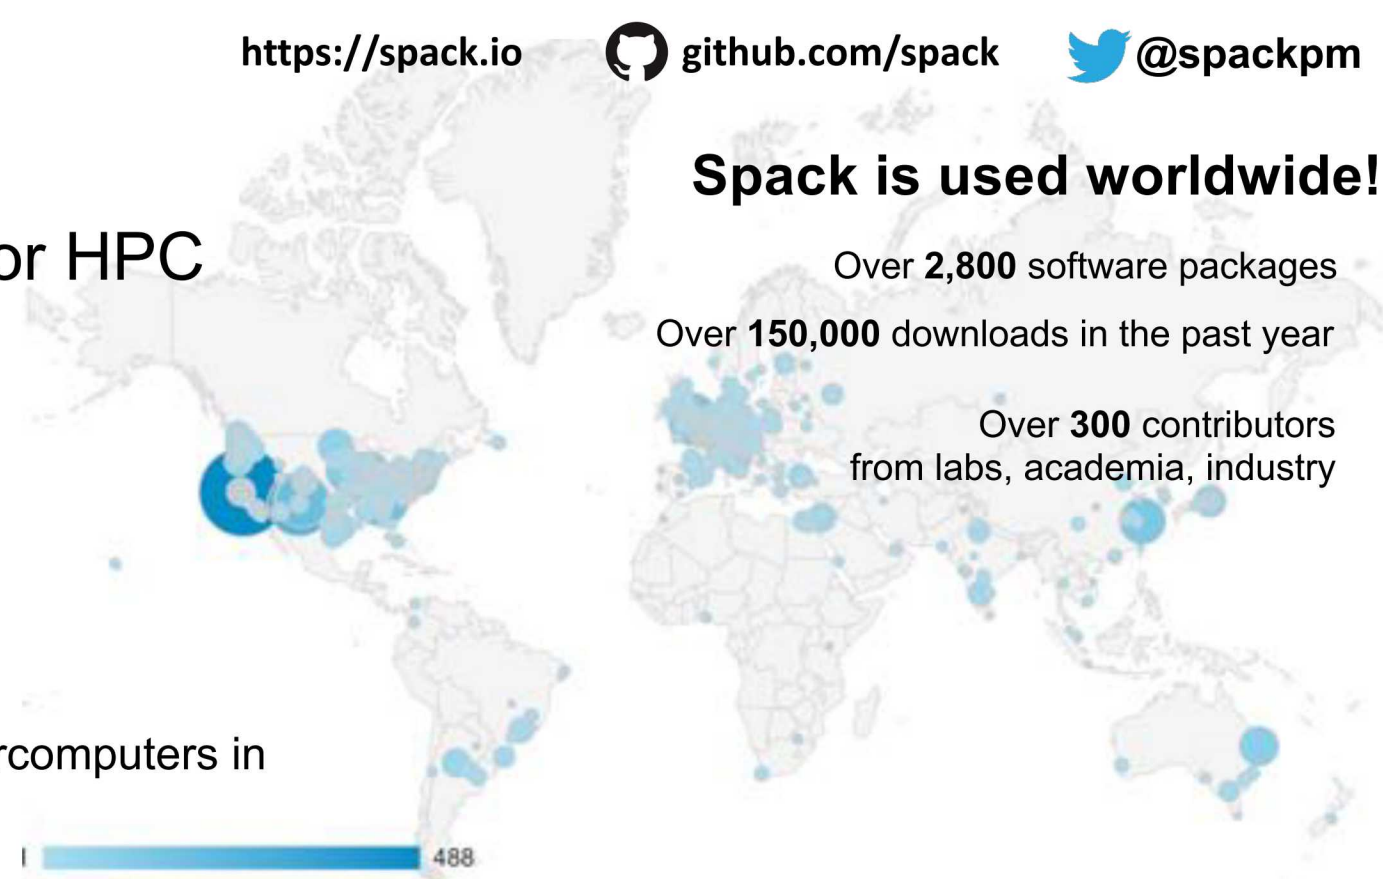 https://spack.io
github.com/spack
@spackpm
Spack is used worldwide!
or HPC
Over 2,800 software packages
Over 150,000 downloads in the past year
Over 300 contributors
from labs, academia, industry
rcomputers in
488